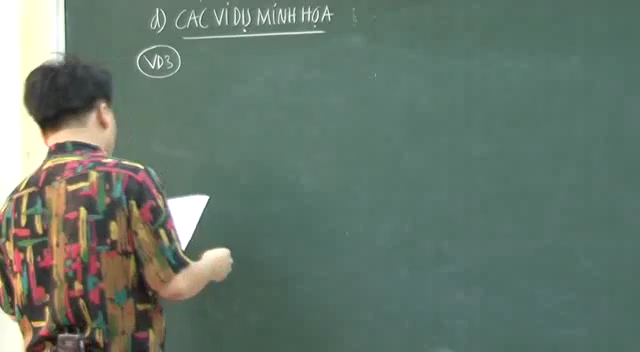 d) CÁC VÍ DỤ MINH HỌA
VD3